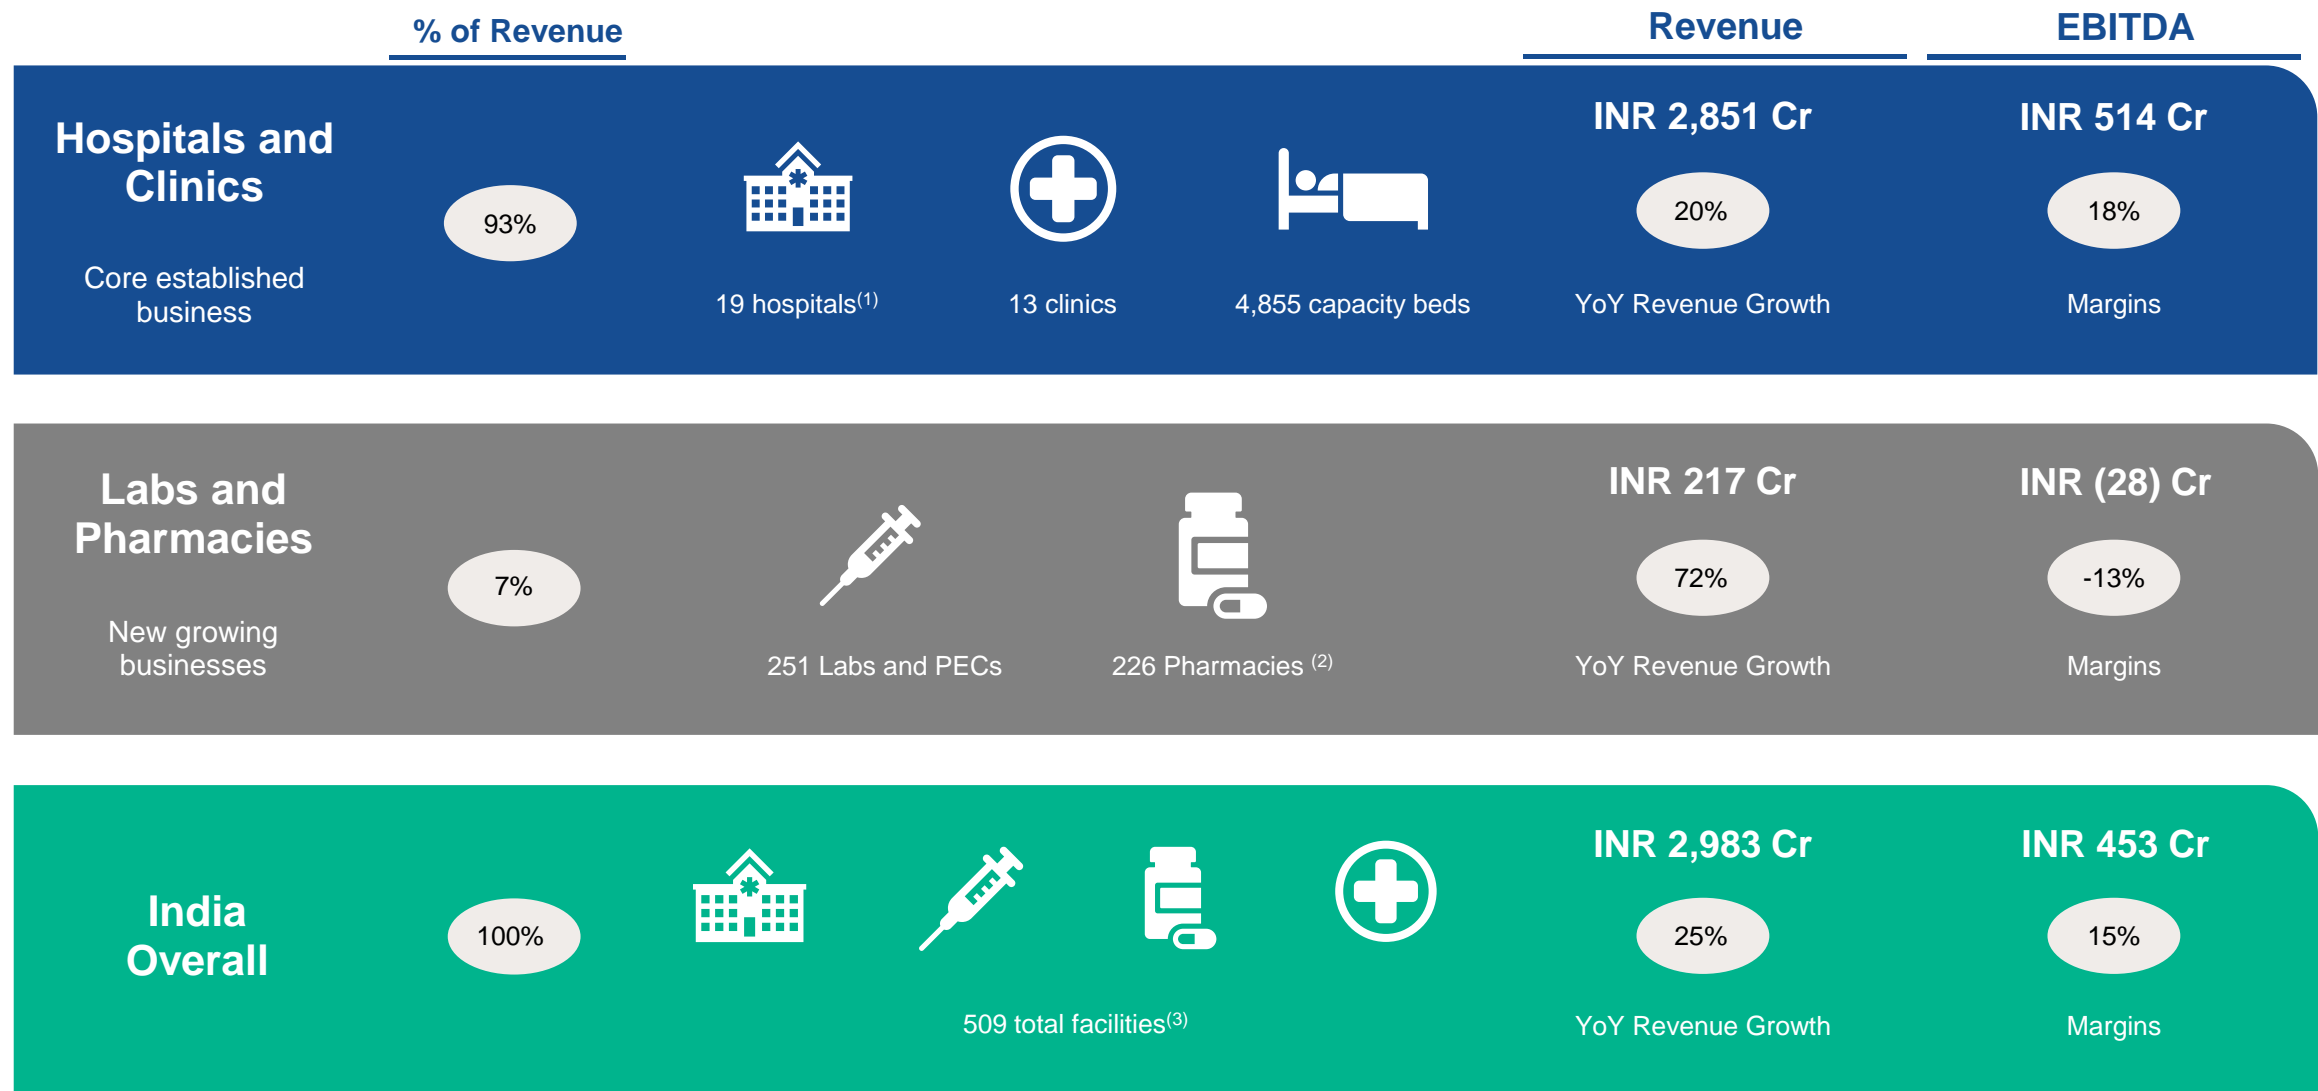 % of Revenue
Revenue
EBITDA
Hospitals and
Clinics
Core established
business
93%
19 hospitals(1)
13 clinics
4,855 capacity beds
INR 2,851 Cr
20%
YoY Revenue Growth
INR 514 Cr
18%
Margins
Labs and
Pharmacies
New growing
businesses
7%
251 Labs and PECs
226 Pharmacies (2)
INR 217 Cr
72%
YoY Revenue Growth
INR (28) Cr
-13%
Margins
India
Overall
100%
509 total facilities(3)
INR 2,983 Cr
25%
YoY Revenue Growth
INR 453 Cr
15%
Margins